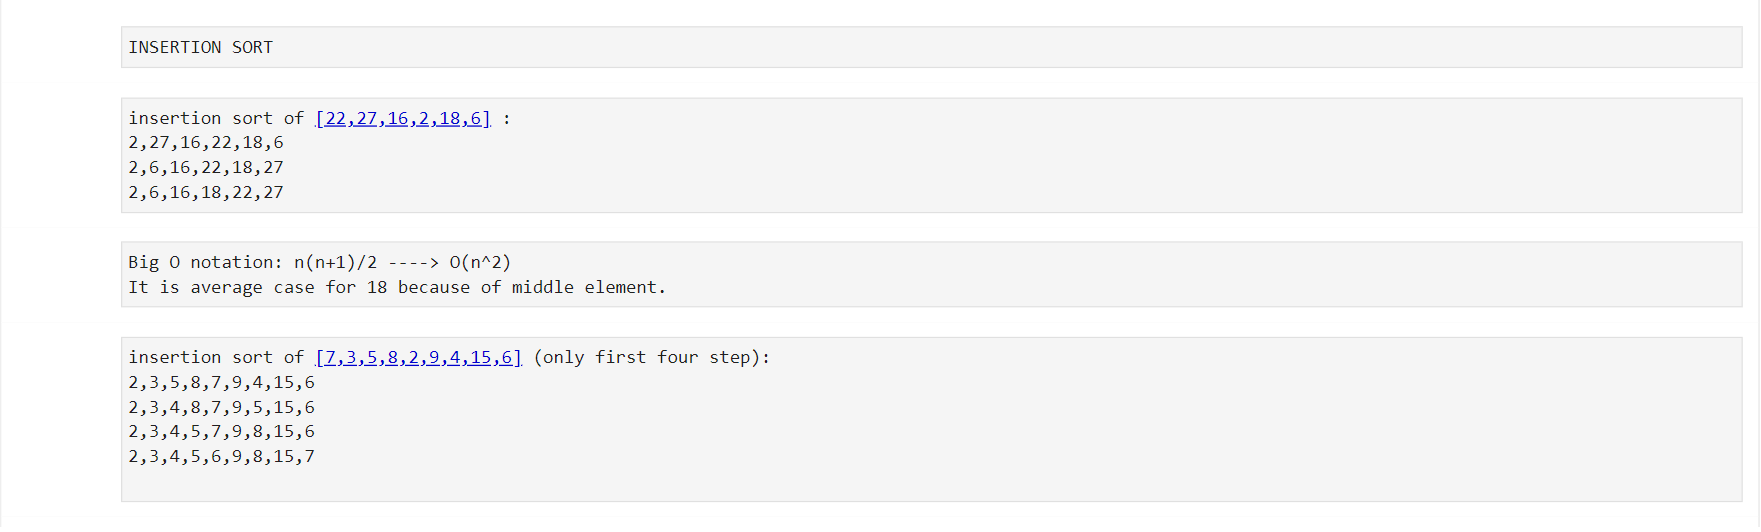 INSERTION SORT
insertion sort of [22,27,16,2,18,6] :
2,27,16,22,18,6
2,6,16,22,18,27
2,6,16,18,22,27
Big O notation: n(n+1)/2 ----> O(n^2)
It is average case for 18 because of middle element.
insertion sort of [7,3,5,8,2,9,4,15,6] (only first four step):
2,3,5,8,7,9,4,15,6
2,3,4,8,7,9,5,15,6
2,3,4,5,7,9,8,15,6
2,3,4,5,6,9,8,15,7